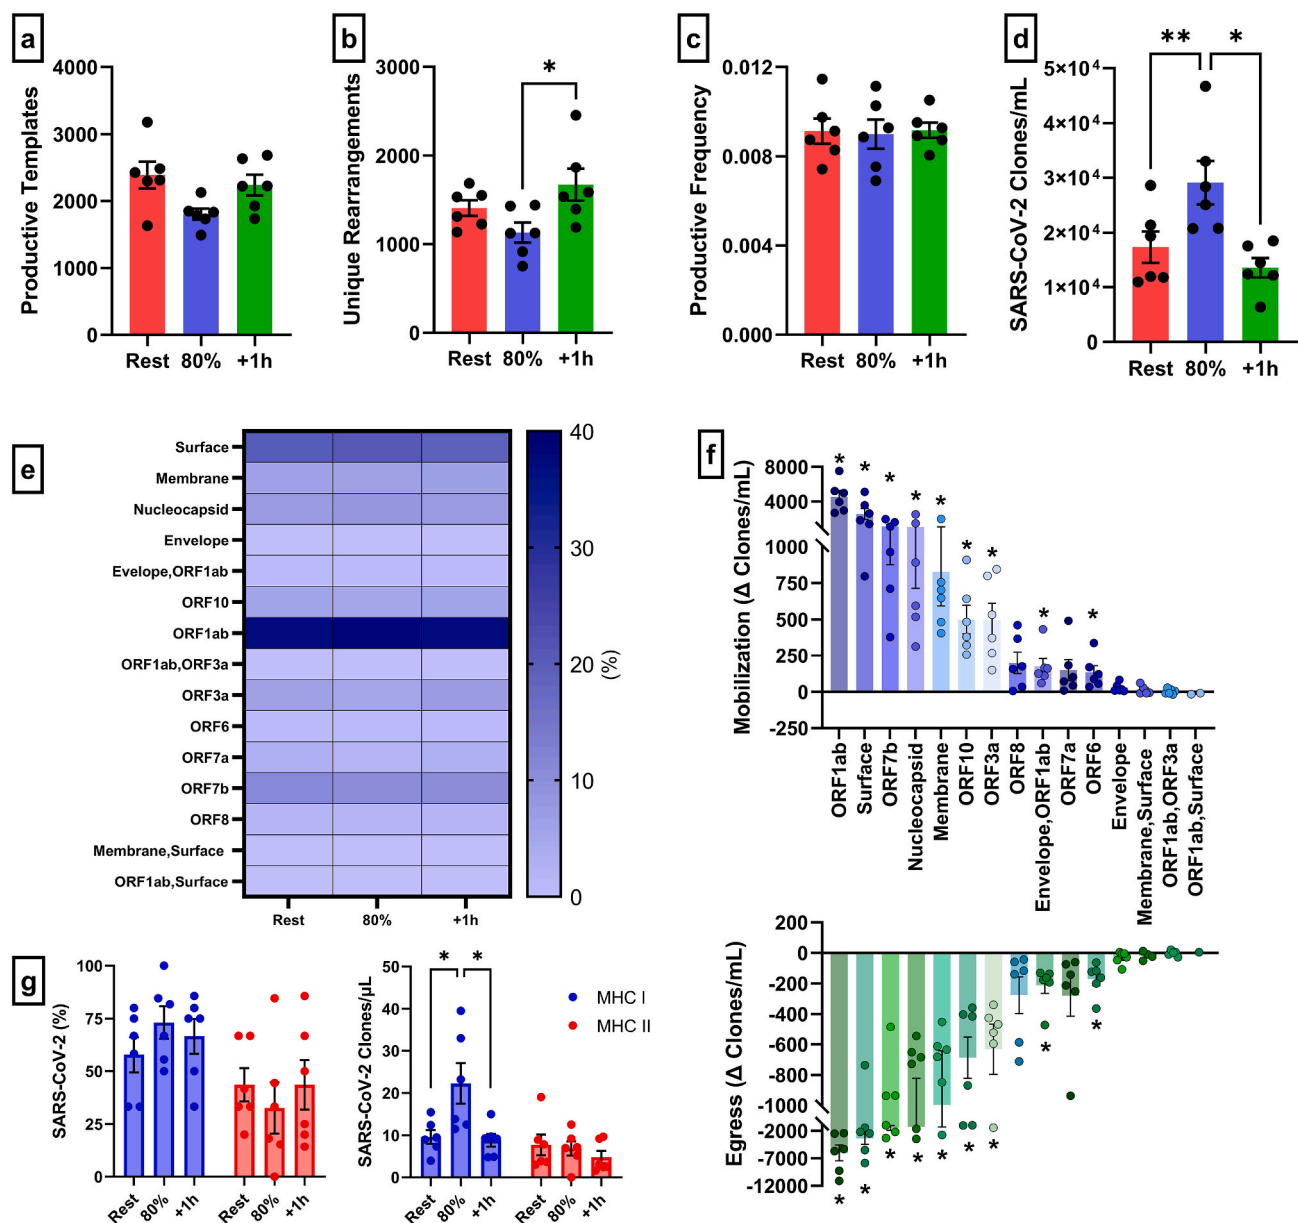 a
Productive Templates
4000
3000
2000
1000
0
Rest 80% +1h
b
Unique Rearrangements
3000
2000
1000
0
*
Rest 80% +1h
c
Productive Frequency
0.012
0.008
0.004
0.000
Rest 80% +1h
d
SARS-CoV-2 Clones/mL
5×10⁴
4×10⁴
3×10⁴
2×10⁴
1×10⁴
0
** *
Rest 80% +1h
e
Surface
Membrane
Nucleocapsid
Envelope
Evelope,ORF1ab
ORF10
ORF1ab
ORF1ab,ORF3a
ORF3a
ORF6
ORF7a
ORF7b
ORF8
Membrane,Surface
ORF1ab,Surface
Rest 80% +1h
40
30
20
10
0
(%)
f
Mobilization (Δ Clones/mL)
8000
4000
1000
750
500
250
0
-250
* * * * * * * * *
ORF1ab
Surface
ORF7b
Nucleocapsid
Membrane
ORF10
ORF3a
ORF8
Envelope,ORF1ab
ORF7a
ORF6
Envelope
Membrane,Surface
ORF1ab,ORF3a
ORF1ab,Surface
Egress (Δ Clones/mL)
200
0
-200
-400
-600
-800
-1000
-2000
-7000
-12000
* * * * * * * * *
g
SARS-CoV-2 (%)
100
75
50
25
0
Rest 80% +1h Rest 80% +1h
SARS-CoV-2 Clones/µL
50
40
30
20
10
0
* *
MHC I
MHC II
Rest 80% +1h Rest 80% +1h